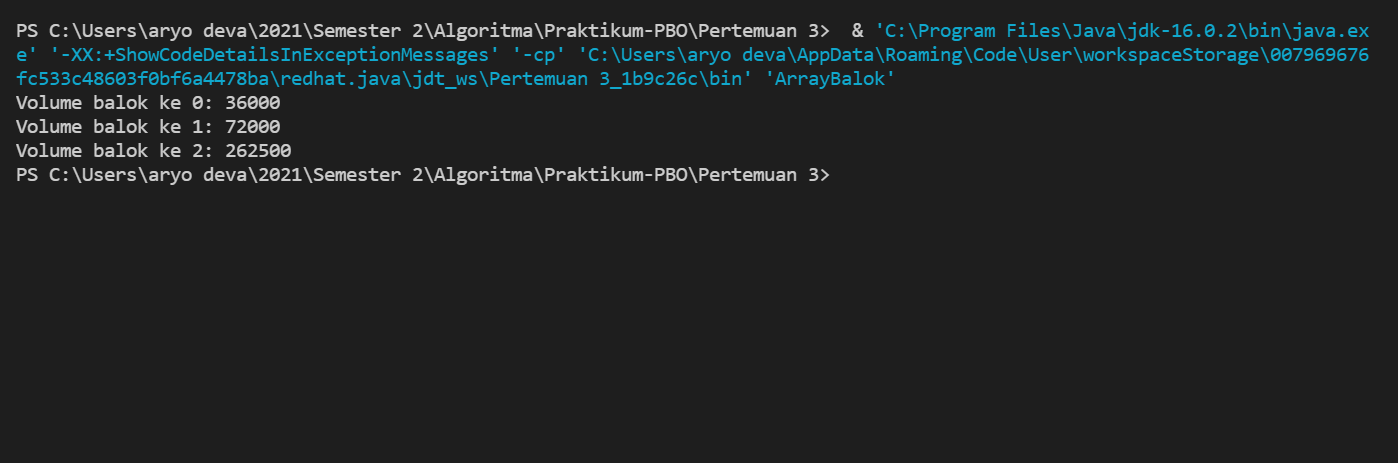 PS C:\Users\aryo deva\2021\Semester 2\Algoritma\Praktikum-PBO\Pertemuan 3>  & 'C:\Program Files\Java\jdk-16.0.2\bin\java.ex
e' '-XX:+ShowCodeDetailsInExceptionMessages' '-cp' 'C:\Users\aryo deva\AppData\Roaming\Code\User\workspaceStorage\007969676
fc533c48603f0bf6a4478ba\redhat.java\jdt_ws\Pertemuan 3_1b9c26c\bin' 'ArrayBalok'
Volume balok ke 0: 36000
Volume balok ke 1: 72000
Volume balok ke 2: 262500
PS C:\Users\aryo deva\2021\Semester 2\Algoritma\Praktikum-PBO\Pertemuan 3>